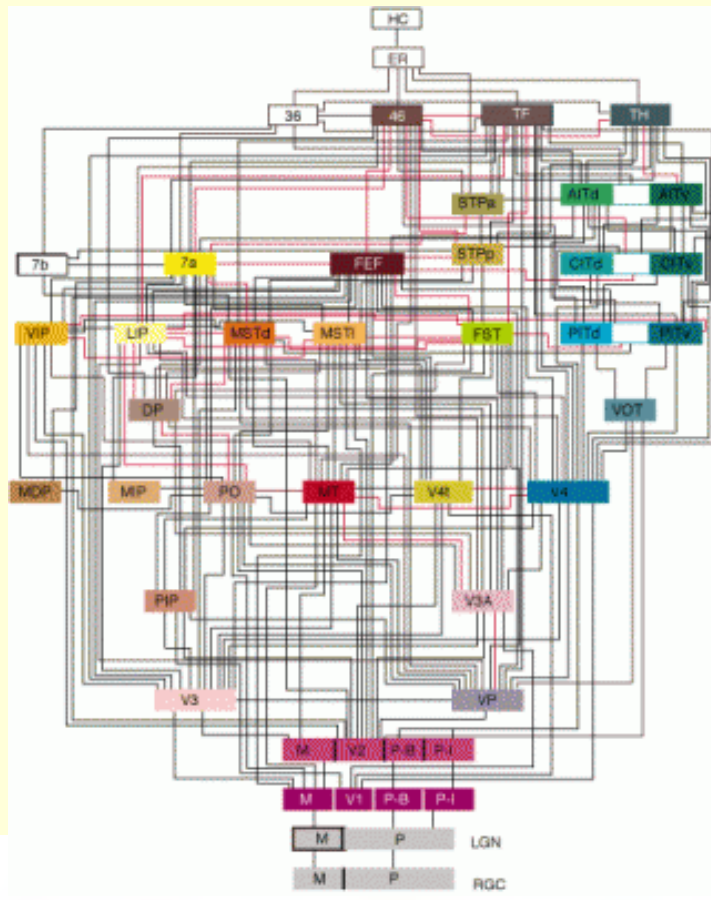 HC
ER
36 46 TF TH
STPa AITd AITv
7b 7a FEF STPp CITd CITv
VIP LIP MSTd MSTl FST PITd PITv
DP VOT
MDP MIP PO MT V4t V4
PIP V3A
V3 VP
M V2 P-B P-I
M V1 P-B P-I
M P LGN
M P RGC